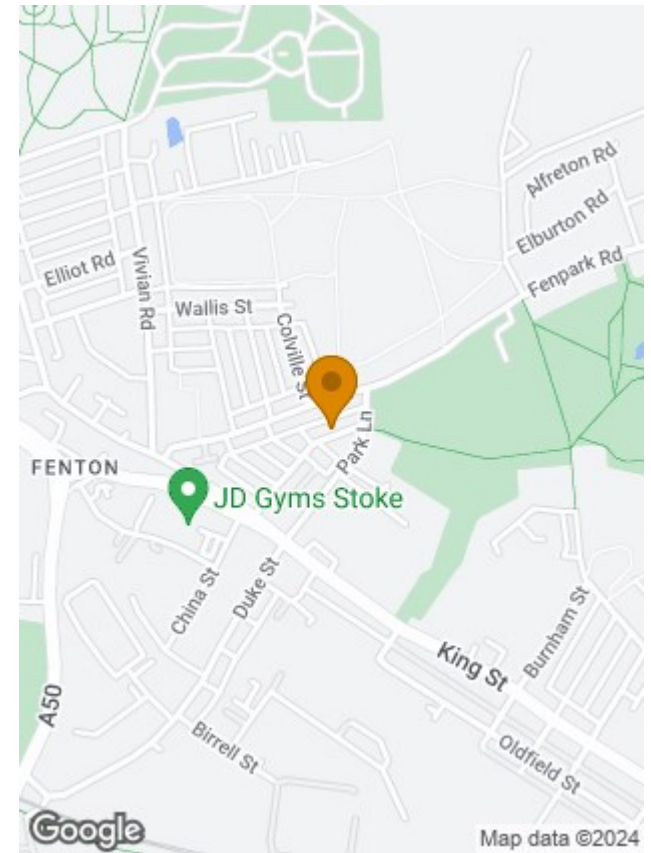 Alfreton Rd
Elburton Rd
Fenpark Rd
Elliot Rd
Vivian Rd
Wallis St
Colville St
Park Ln
FENTON
JD Gyms Stoke
China St
Duke St
King St
Burnham St
A50
Birrell St
Oldfield St
Google
Map data ©2024